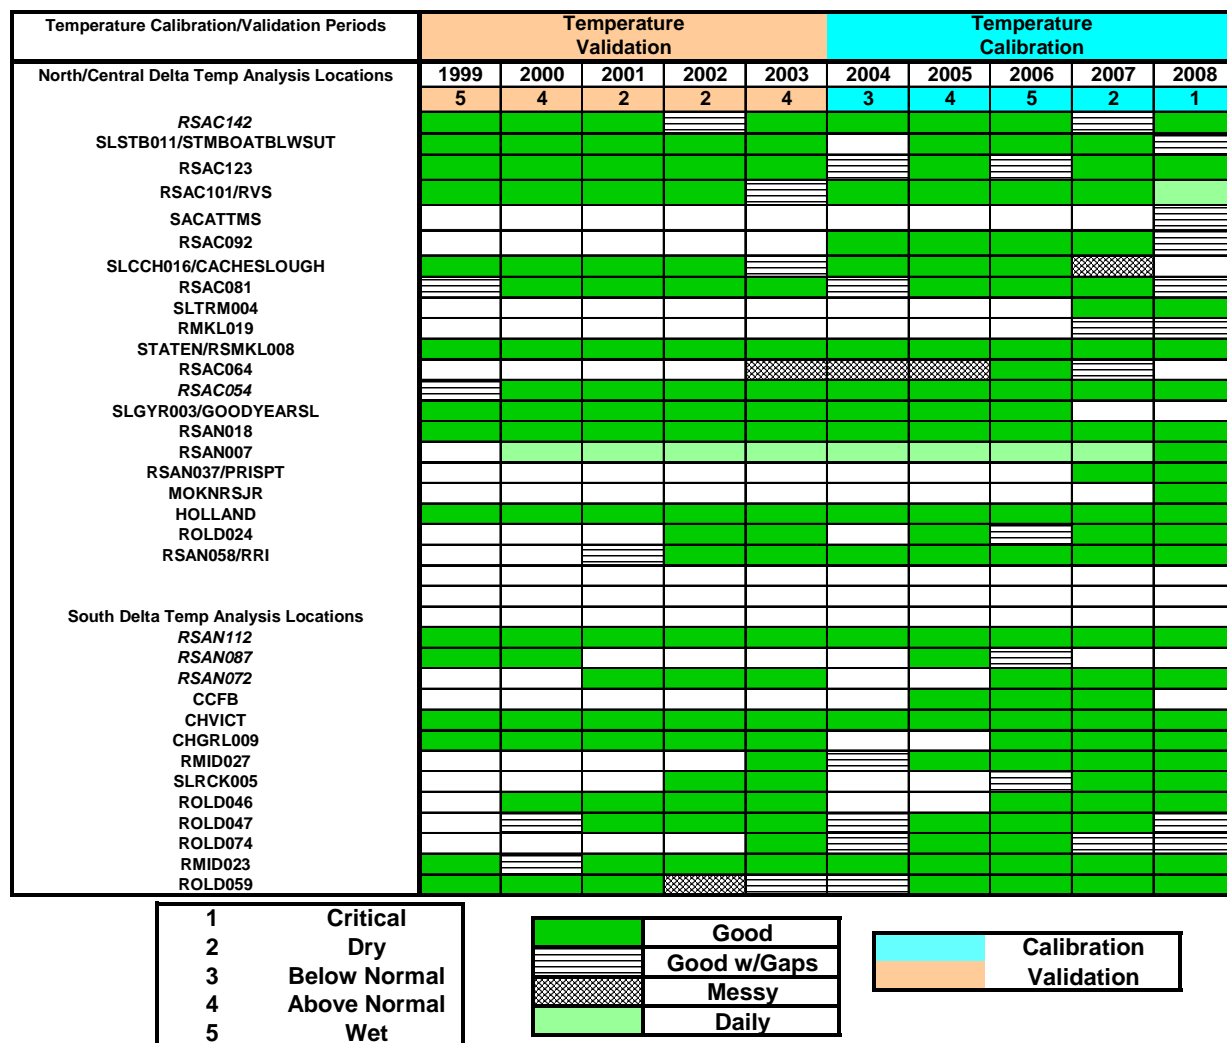 Temperature Calibration/Validation Periods Temperature Validation Temperature Calibration
North/Central Delta Temp Analysis Locations 1999 2000 2001 2002 2003 2004 2005 2006 2007 2008
5 4 2 2 4 3 4 5 2 1
RSAC142
SLSTB011/STMBOATBLWSUT
RSAC123
RSAC101/RVS
SACATTMS
RSAC092
SLCCH016/CACHESLOUGH
RSAC081
SLTRM004
RMKL019
STATEN/RSMKL008
RSAC064
RSAC054
SLGYR003/GOODYEARSL
RSAN018
RSAN007
RSAN037/PRISPT
MOKNRSJR
HOLLAND
ROLD024
RSAN058/RRI
South Delta Temp Analysis Locations
RSAN112
RSAN087
RSAN072
CCFB
CHVICT
CHGRL009
RMID027
SLRCK005
ROLD046
ROLD047
ROLD074
RMID023
ROLD059
1 Critical
2 Dry
3 Below Normal
4 Above Normal
5 Wet
Good
Good w/Gaps
Messy
Daily
Calibration
Validation